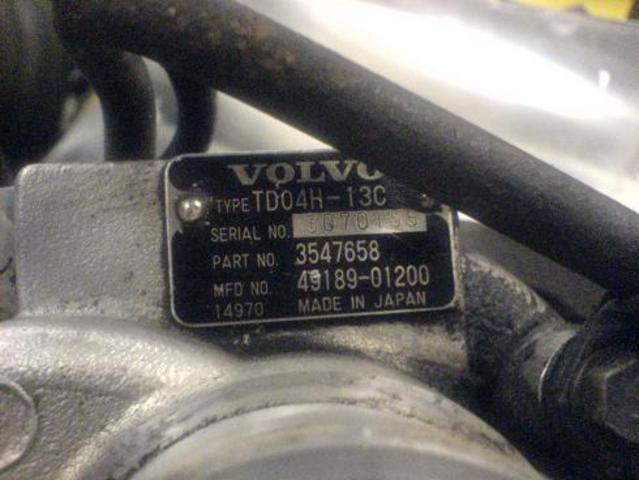 VOLVO
TYPE TD04H-13C
SERIAL NO.
PART NO. 3547658
MFD NO. 49189-01200
14970 MADE IN JAPAN